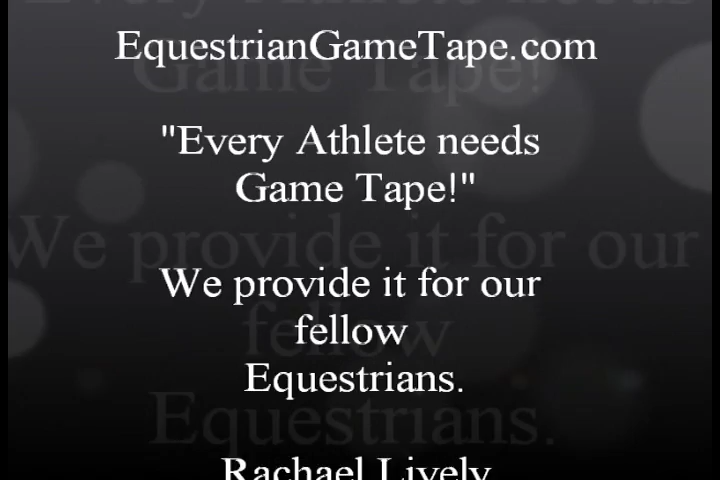 EquestrianGameTape.com
"Every Athlete needs
Game Tape!"
We provide it for our
fellow
Equestrians.
Rachael Lively